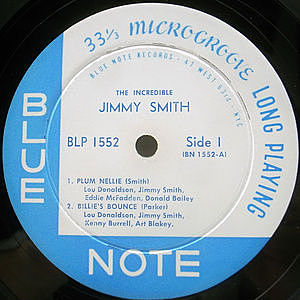 33⅓ MICROGROOVE LONG PLAYING
BLUE NOTE RECORDS • 47 WEST 63rd • NYC
THE INCREDIBLE
JIMMY SMITH
BLP 1552
Side 1
(BN 1552-A)
1. PLUM NELLIE (Smith)
Lou Donaldson, Jimmy Smith,
Eddie McFadden, Donald Bailey
2. BILLIE'S BOUNCE (Parker)
Lou Donaldson, Jimmy Smith,
Kenny Burrell, Art Blakey,
BLUE
NOTE